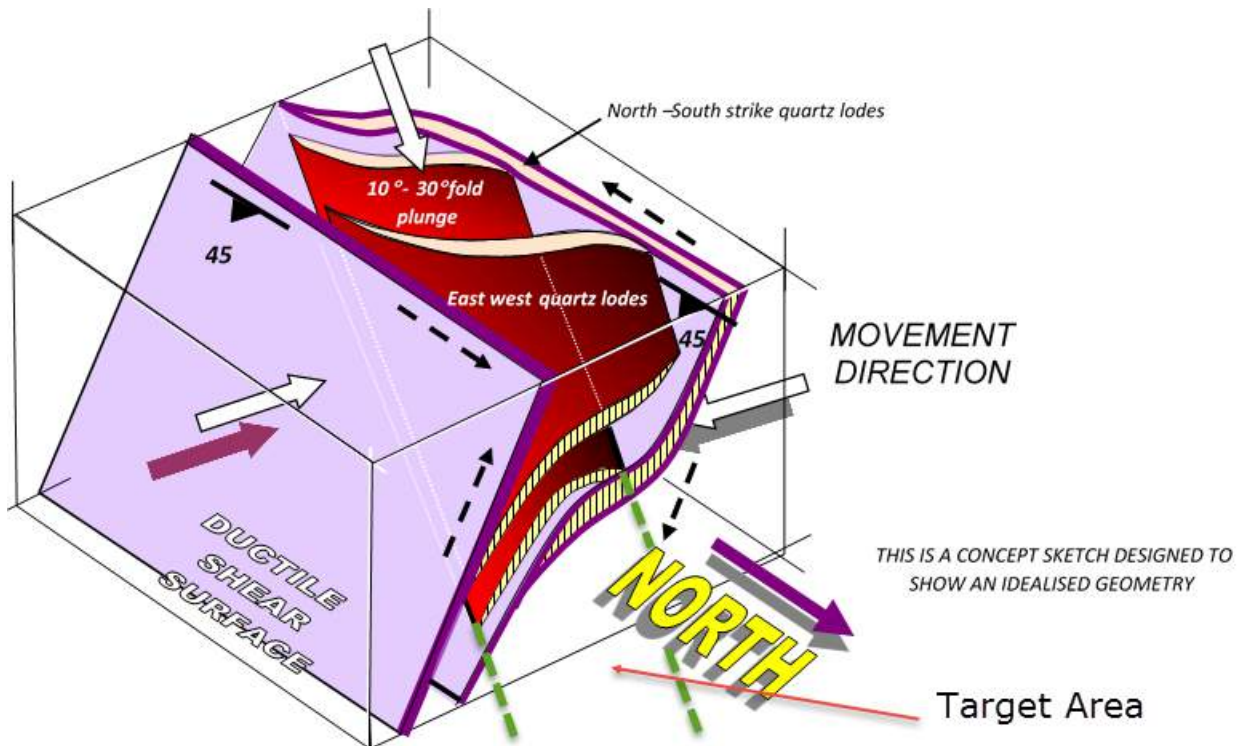 North –South strike quartz lodes
10°- 30°fold
plunge
45
East west quartz lodes
45
MOVEMENT
DIRECTION
DUCTILE
SHEAR
SURFACE
THIS IS A CONCEPT SKETCH DESIGNED TO
SHOW AN IDEALISED GEOMETRY
NORTH
Target Area